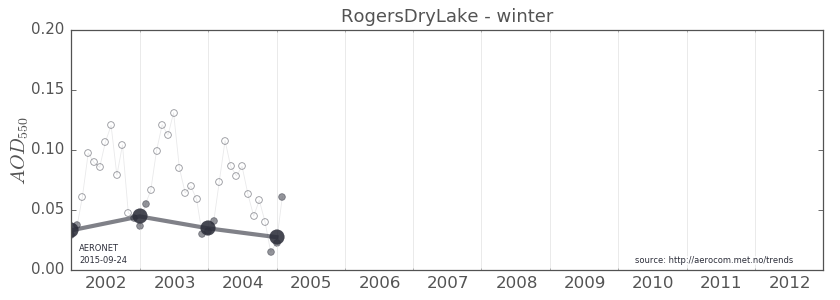 RogersDryLake - winter
0.20
0.15
0.10
0.05
0.00
AOD550
AERONET
2015-09-24
source: http://aerocom.met.no/trends
2002 2003 2004 2005 2006 2007 2008 2009 2010 2011 2012